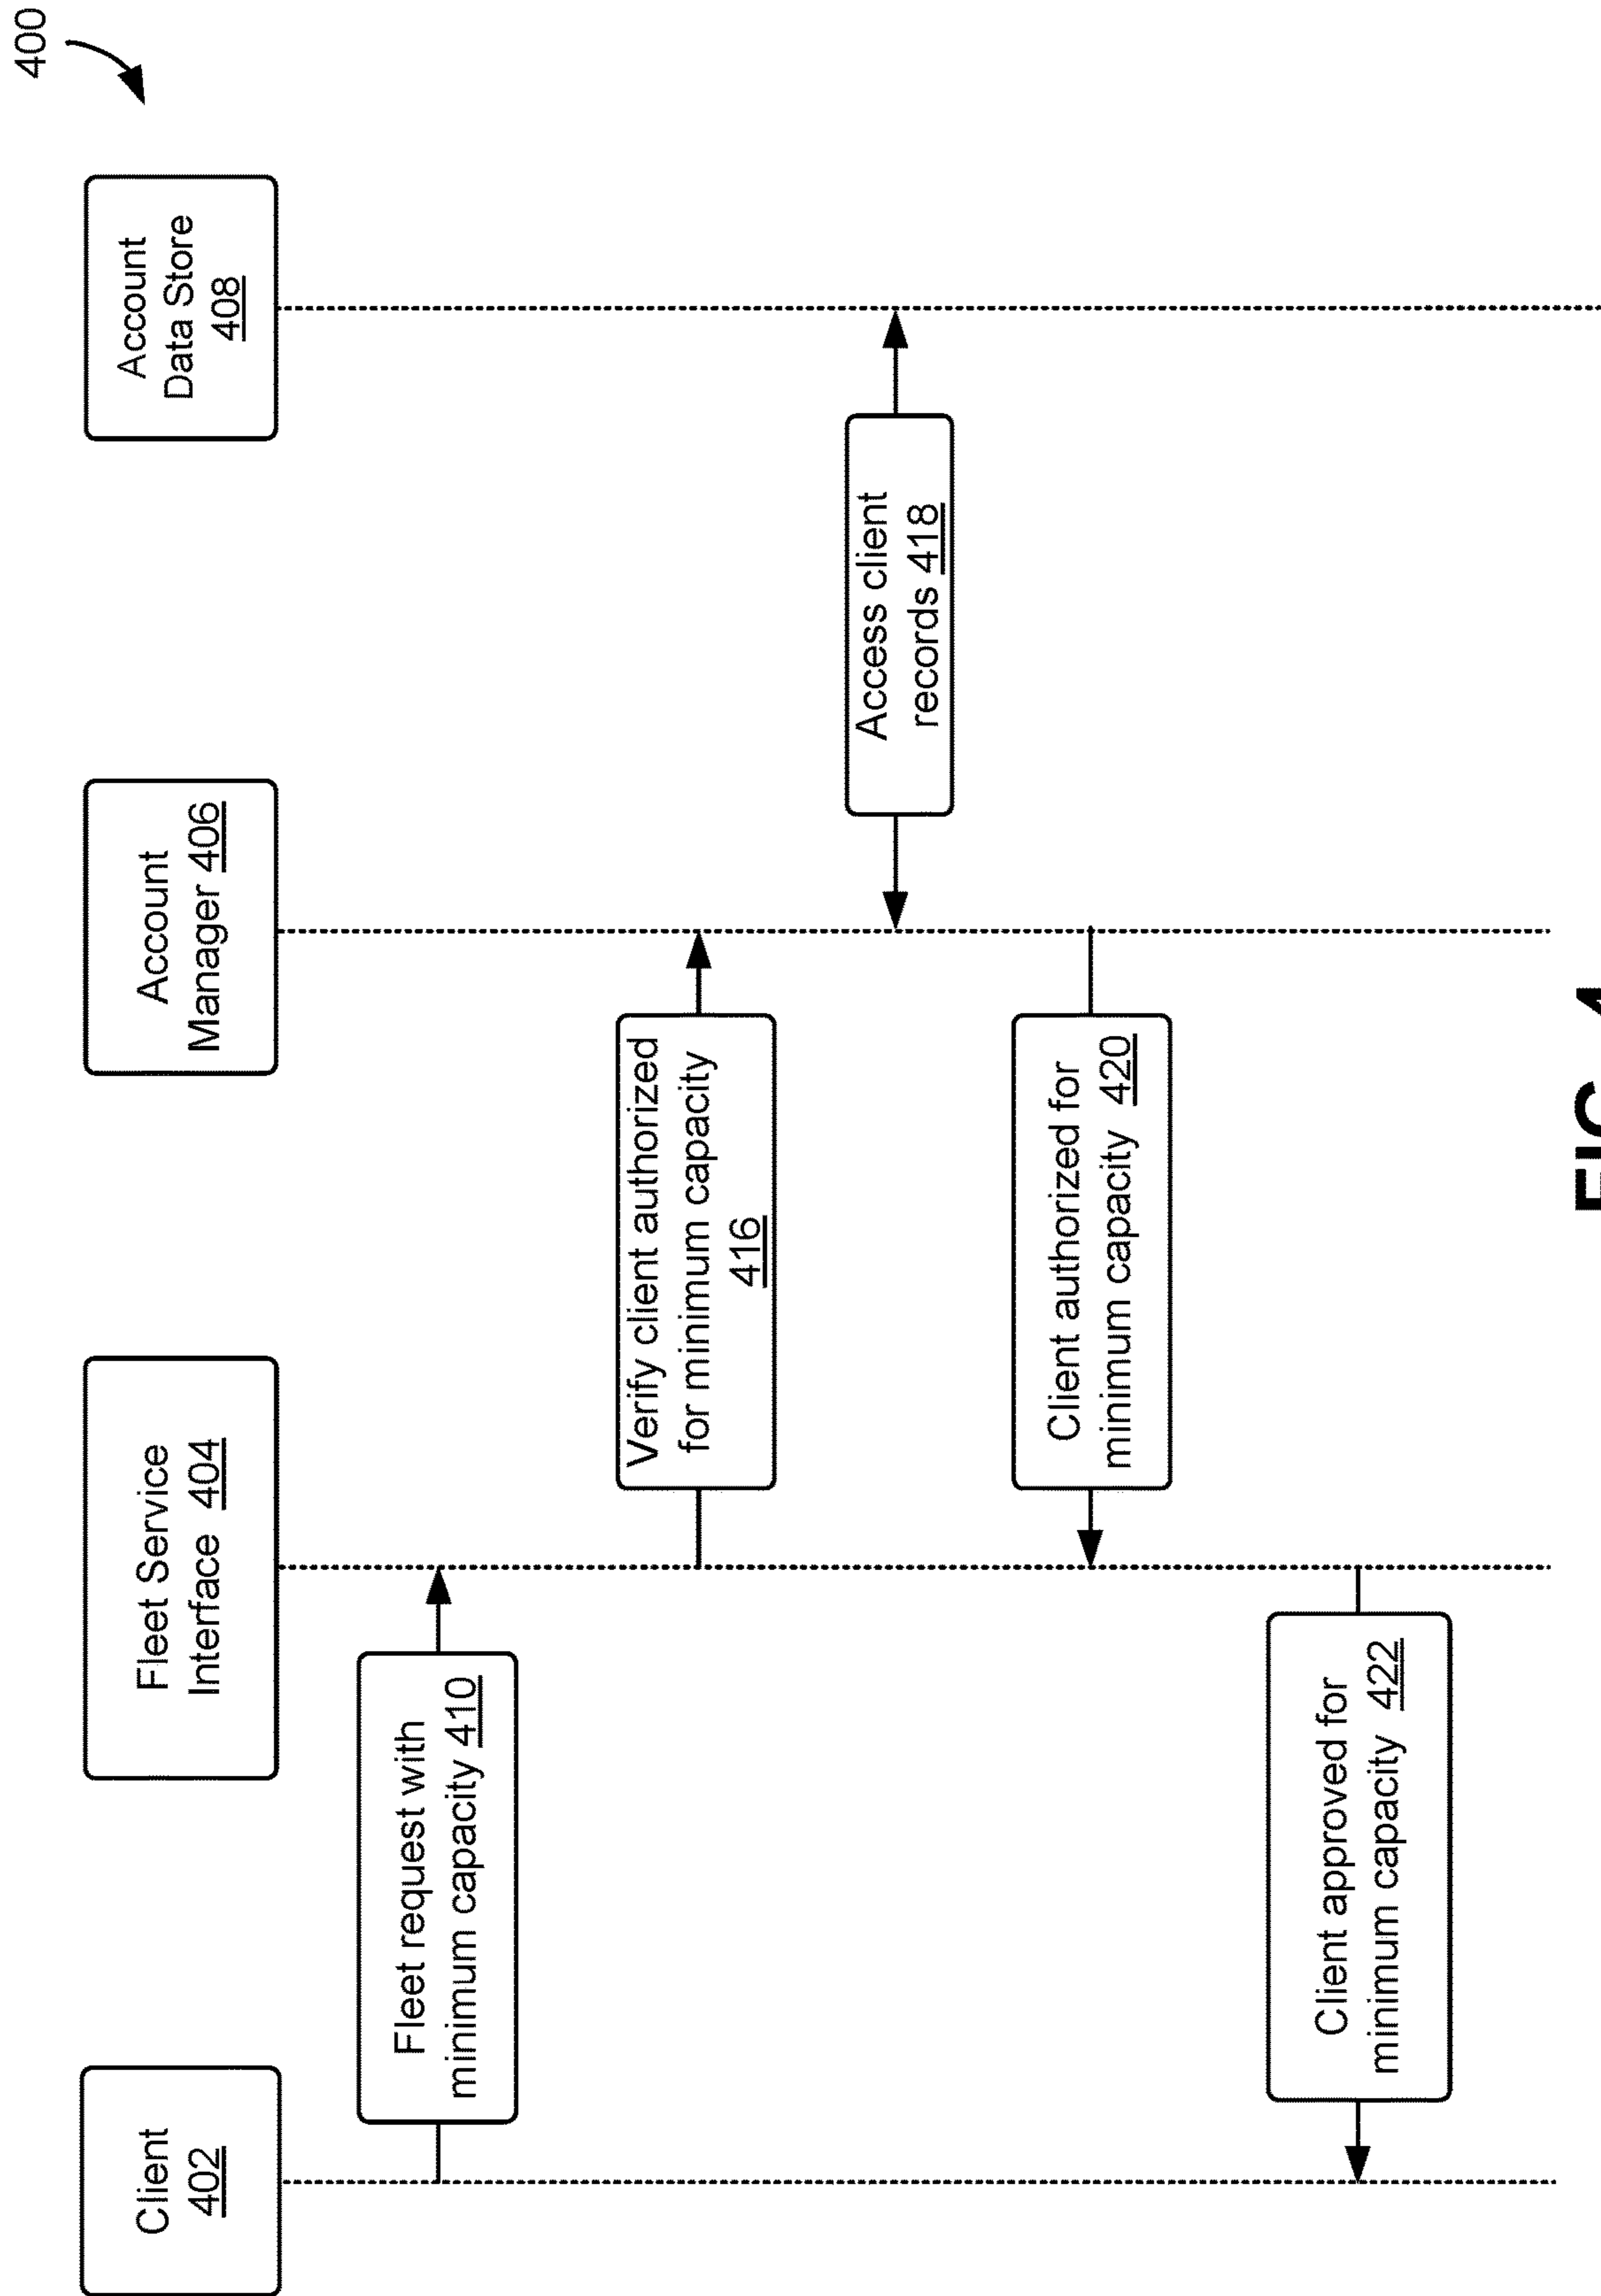 400
Client
402
Fleet Service
Interface 404
Account
Manager 406
Account
Data Store
408
Fleet request with
minimum capacity 410
Verify client authorized
for minimum capacity
416
Access client
records 418
Client authorized for
minimum capacity 420
Client approved for
minimum capacity 422